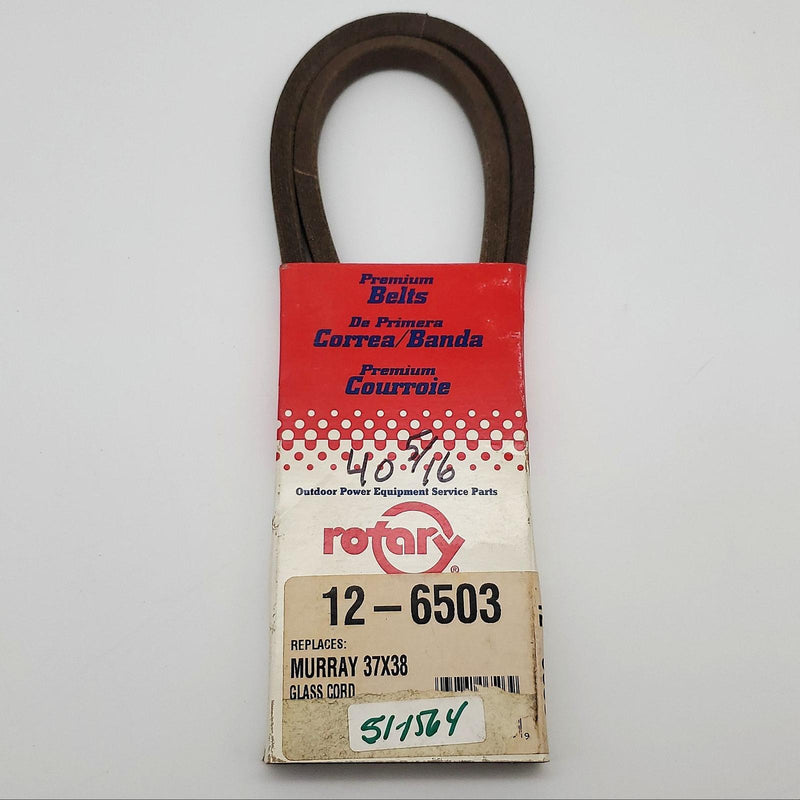 Premium
Belts
De Primera
Correa/Banda
Premium
Courroie
40 5/16
Outdoor Power Equipment Service Parts
rotary
®
12-6503
REPLACES:
MURRAY 37X38
GLASS CORD
511564